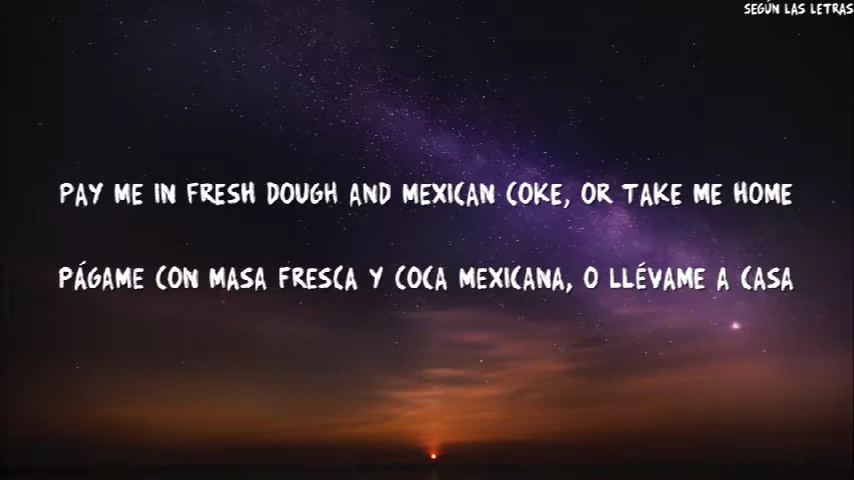 SEGÚN LAS LETRAS
PAY ME IN FRESH DOUGH AND MEXICAN COKE, OR TAKE ME HOME
PÁGAME CON MASA FRESCA Y COCA MEXICANA, O LLÉVAME A CASA